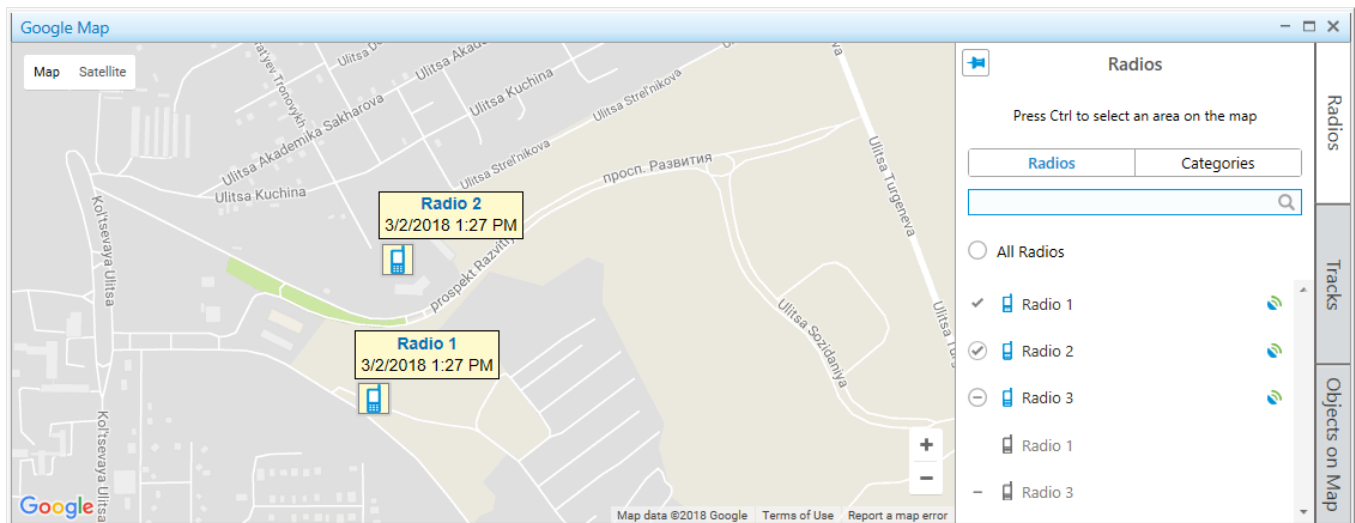 Google Map
Map Satellite
Ulitsa Akademika Sakharova
Ulitsa Kuchina
Ulitsa Strel'nikova
Ulitsa Strel'nikova
Ulitsa Kuchina
просп. Развития
Ulitsa Turgeneva
Kol'tsevaya Ulitsa
Radio 2
3/2/2018 1:27 PM
prospekt Razvitiy
Ulitsa Sozidaniya
Radio 1
3/2/2018 1:27 PM
Kol'tsevaya Ulitsa
+
−
Google
Map data ©2018 Google Terms of Use Report a map error
Radios
Press Ctrl to select an area on the map
Radios Categories
All Radios
Radio 1
Radio 2
Radio 3
Radio 1
Radio 3
Radios
Tracks
Objects on Map